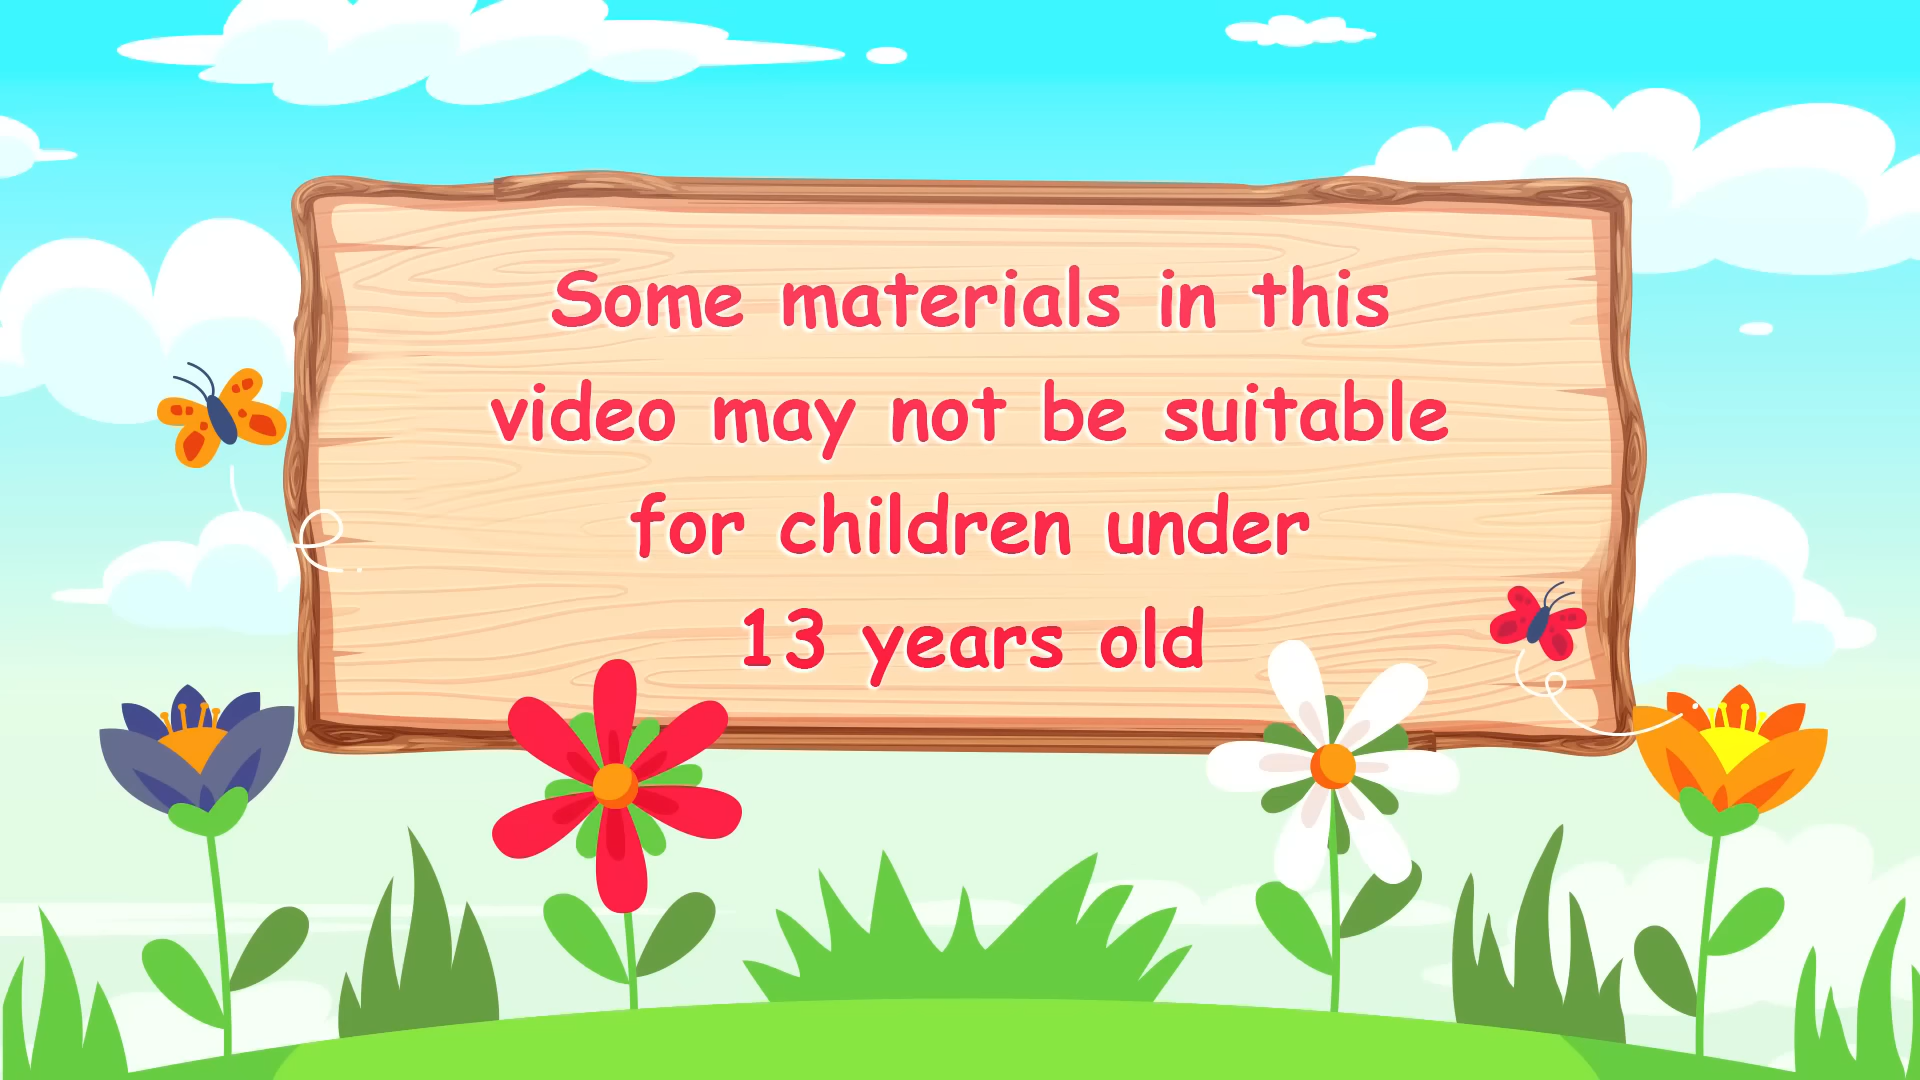 Some materials in this
video may not be suitable
for children under
13 years old